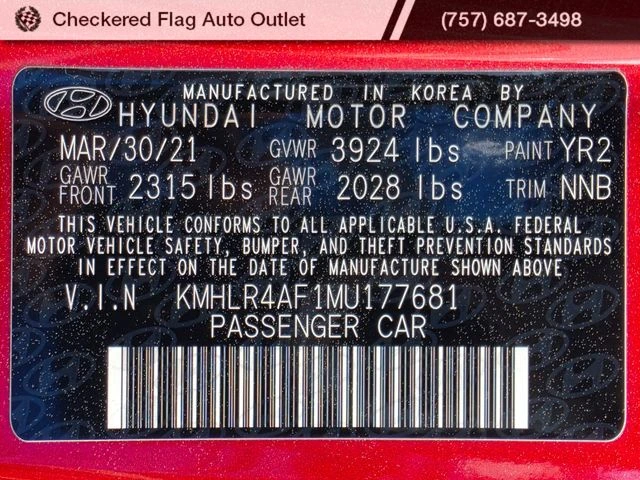 Checkered Flag Auto Outlet (757) 687-3498
MANUFACTURED IN KOREA BY
HYUNDAI MOTOR COMPANY
MAR/30/21 GVWR 3924 lbs PAINT YR2
GAWR FRONT 2315 lbs GAWR REAR 2028 lbs TRIM NNB
THIS VEHICLE CONFORMS TO ALL APPLICABLE U.S.A. FEDERAL
MOTOR VEHICLE SAFETY, BUMPER, AND THEFT PREVENTION STANDARDS
IN EFFECT ON THE DATE OF MANUFACTURE SHOWN ABOVE
V.I.N KMHLR4AF1MU177681
PASSENGER CAR